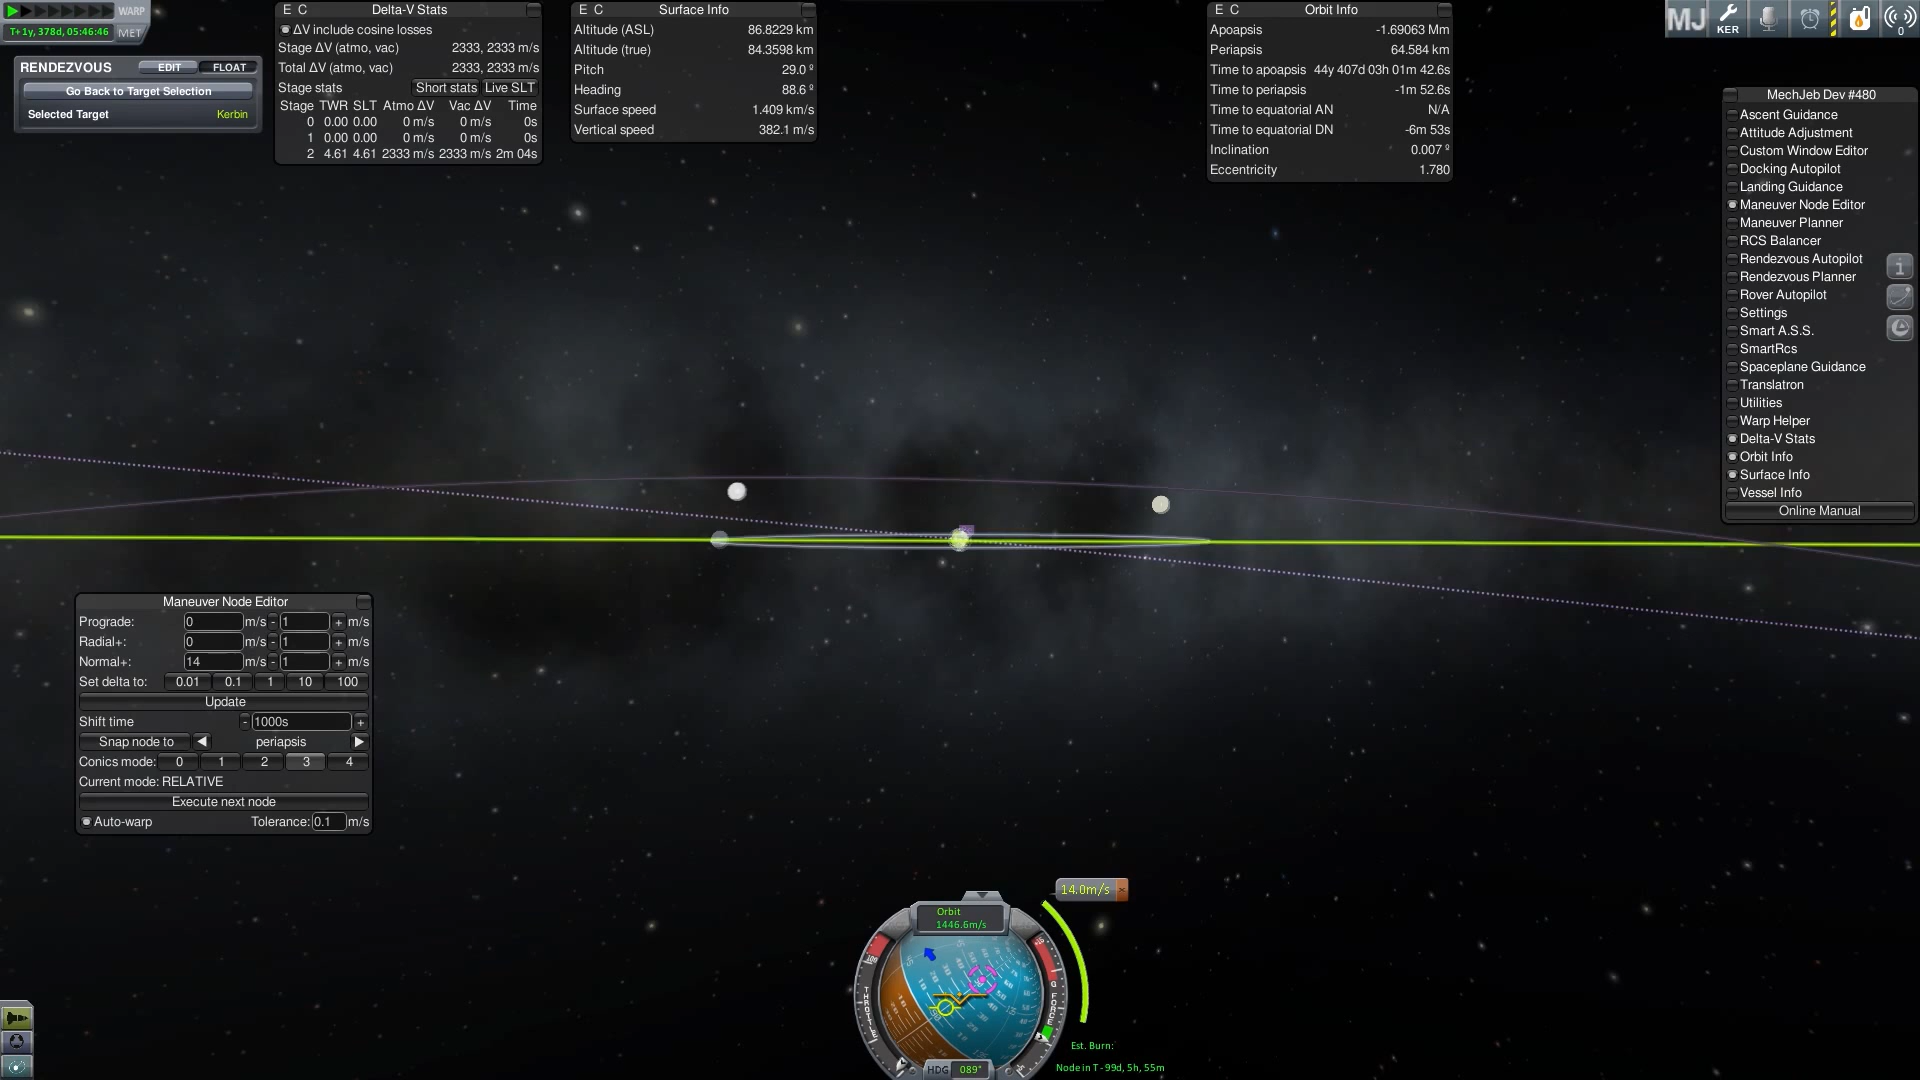 WARP
T+ 1y, 378d, 05:46:46 MET
RENDEZVOUS EDIT FLOAT
Go Back to Target Selection
Selected Target Kerbin
E C Delta-V Stats
ΔV include cosine losses
Stage ΔV (atmo, vac) 2333, 2333 m/s
Total ΔV (atmo, vac) 2333, 2333 m/s
Stage stats Short stats Live SLT
Stage TWR SLT Atmo ΔV Vac ΔV Time
0 0.00 0.00 0 m/s 0 m/s 0s
1 0.00 0.00 0 m/s 0 m/s 0s
2 4.61 4.61 2333 m/s 2333 m/s 2m 04s
E C Surface Info
Altitude (ASL) 86.8229 km
Altitude (true) 84.3598 km
Pitch 29.0 º
Heading 88.6 º
Surface speed 1.409 km/s
Vertical speed 382.1 m/s
E C Orbit Info
Apoapsis -1.69063 Mm
Periapsis 64.584 km
Time to apoapsis 44y 407d 03h 01m 42.6s
Time to periapsis -1m 52.6s
Time to equatorial AN N/A
Time to equatorial DN -6m 53s
Inclination 0.007 º
Eccentricity 1.780
MJ KER 0
MechJeb Dev #480
Ascent Guidance
Attitude Adjustment
Custom Window Editor
Docking Autopilot
Landing Guidance
Maneuver Node Editor
Maneuver Planner
RCS Balancer
Rendezvous Autopilot
Rendezvous Planner
Rover Autopilot
Settings
Smart A.S.S.
SmartRcs
Spaceplane Guidance
Translatron
Utilities
Warp Helper
Delta-V Stats
Orbit Info
Surface Info
Vessel Info
Online Manual
Maneuver Node Editor
Prograde: 0 m/s - 1 + m/s
Radial+: 0 m/s - 1 + m/s
Normal+: 14 m/s - 1 + m/s
Set delta to: 0.01 0.1 1 10 100
Update
Shift time - 1000s +
Snap node to periapsis
Conics mode: 0 1 2 3 4
Current mode: RELATIVE
Execute next node
Auto-warp Tolerance: 0.1 m/s
14.0m/s
Orbit
1446.6m/s
HDG 089°
Est. Burn:
Node in T - 99d, 5h, 55m